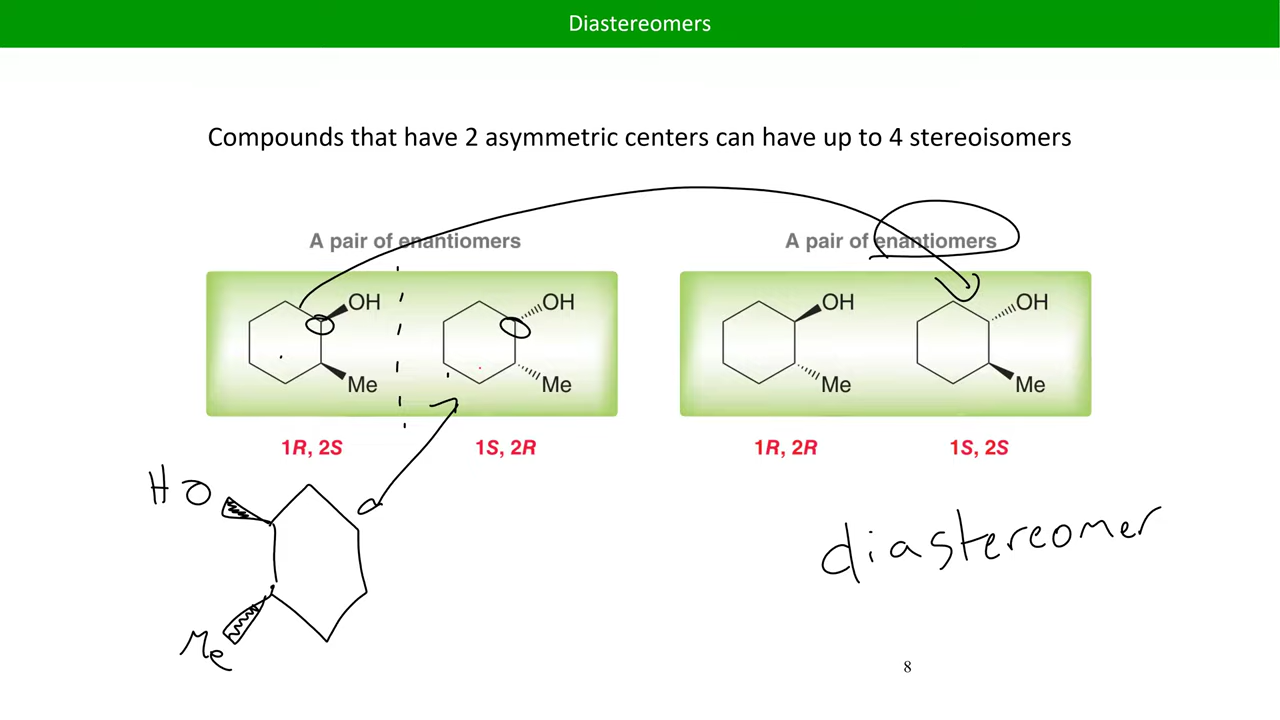 Diastereomers
Compounds that have 2 asymmetric centers can have up to 4 stereoisomers
A pair of enantiomers
A pair of enantiomers
OH
OH
OH
OH
Me
Me
Me
Me
1R, 2S
1S, 2R
1R, 2R
1S, 2S
HO
diastereomer
Me
8